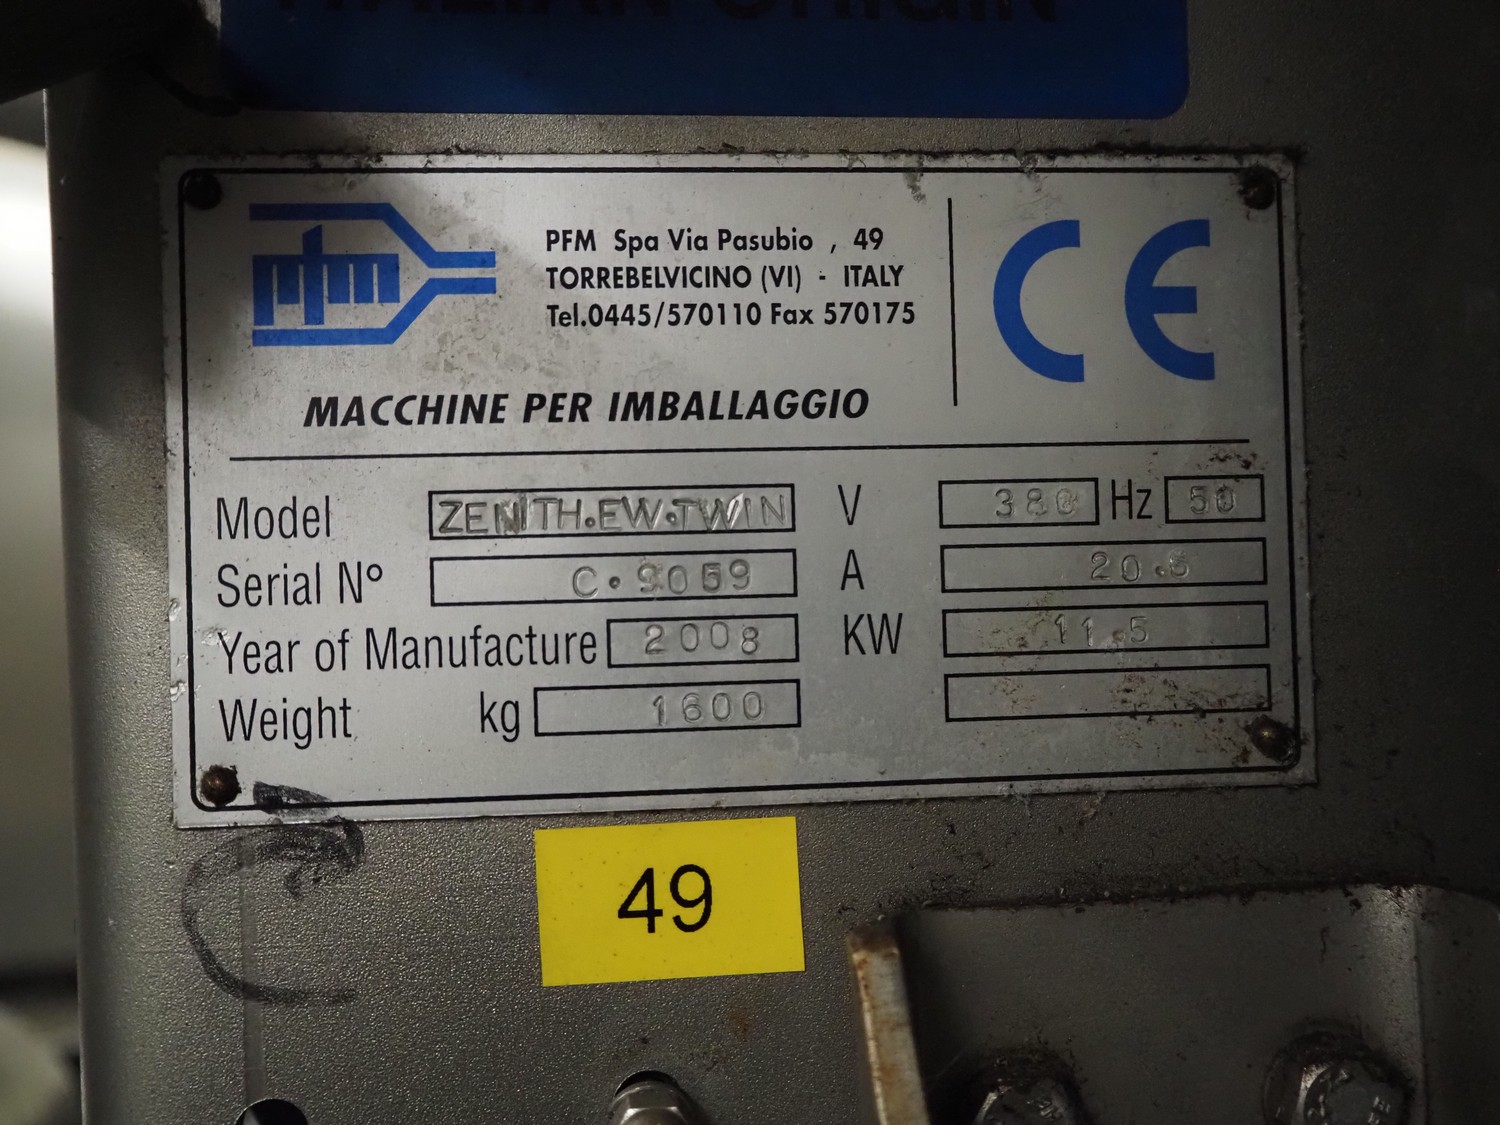 ITALIAN ORIGIN
pfm
PFM Spa Via Pasubio , 49
TORREBELVICINO (VI) - ITALY
Tel.0445/570110 Fax 570175
CE
MACCHINE PER IMBALLAGGIO
Model ZENITH.EW.TWIN V 380 Hz 50
Serial N° C.9059 A 20.5
Year of Manufacture 2008 KW 11.5
Weight kg 1600
49